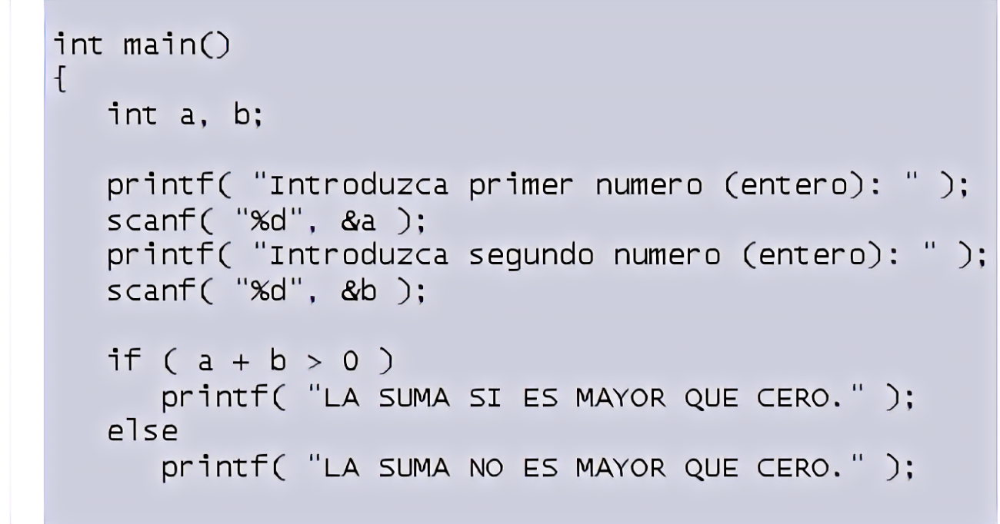 int main()
{
int a, b;
printf( "Introduzca primer numero (entero): " );
scanf( "%d", &a );
printf( "Introduzca segundo numero (entero): " );
scanf( "%d", &b );
if ( a + b > 0 )
printf( "LA SUMA SI ES MAYOR QUE CERO." );
else
printf( "LA SUMA NO ES MAYOR QUE CERO." );